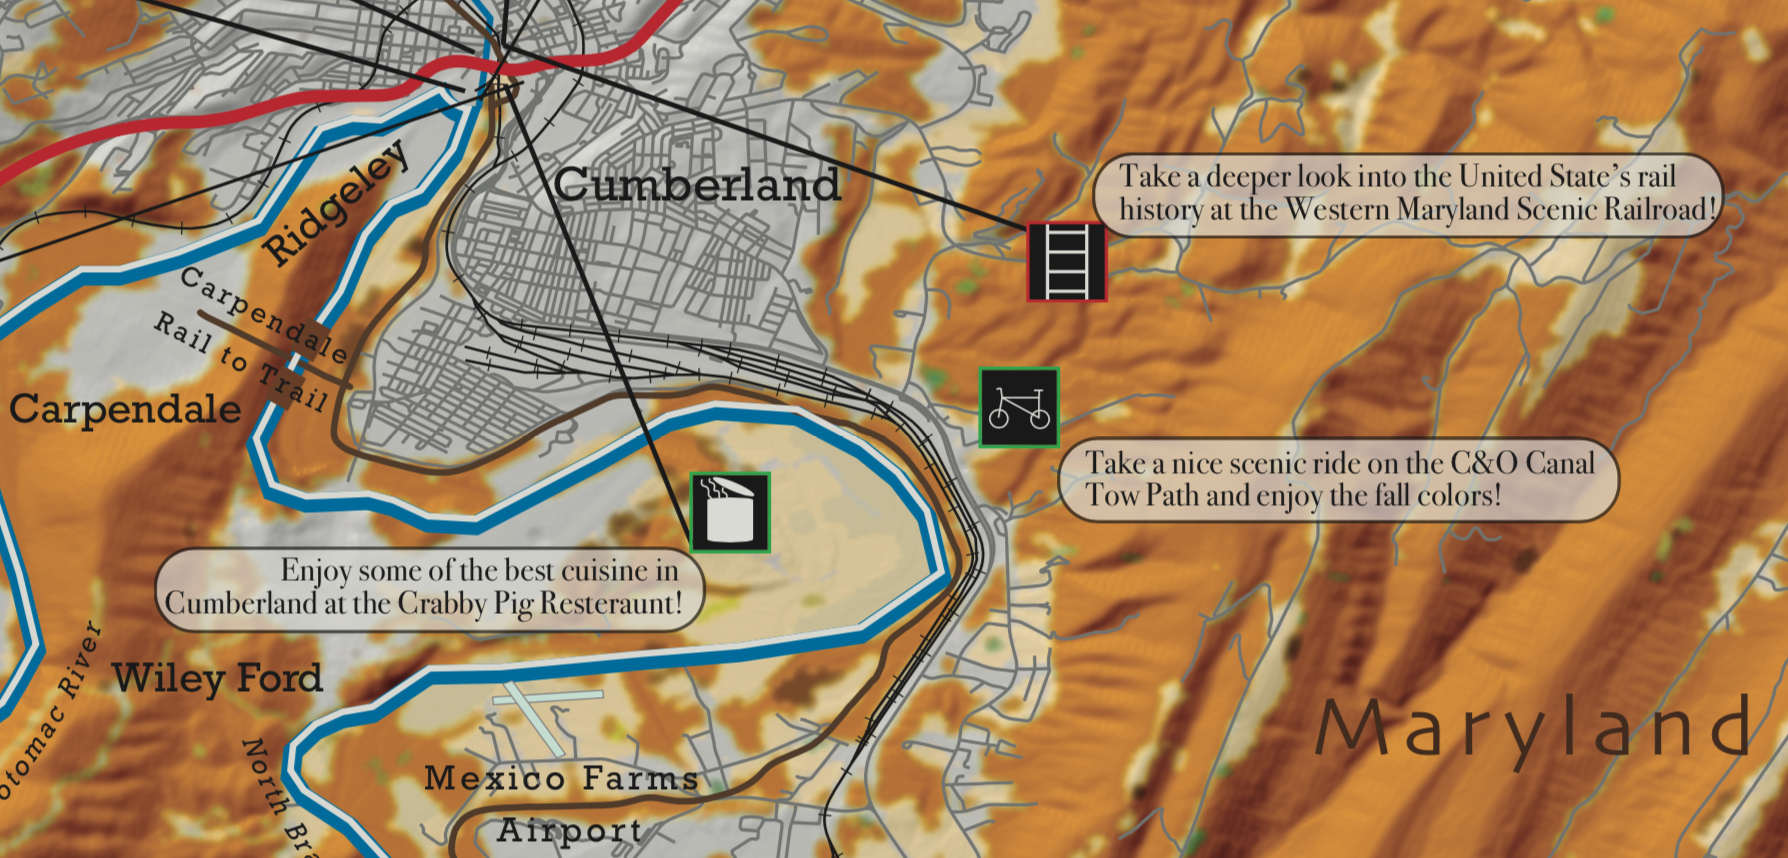 Take a deeper look into the United State's rail
history at the Western Maryland Scenic Railroad!
Cumberland
Ridgeley
Carpendale
Rail to Trail
Carpendale
Take a nice scenic ride on the C&O Canal
Tow Path and enjoy the fall colors!
Enjoy some of the best cuisine in
Cumberland at the Crabby Pig Resteraunt!
Wiley Ford
River
North
Maryland
Mexico Farms
Airport